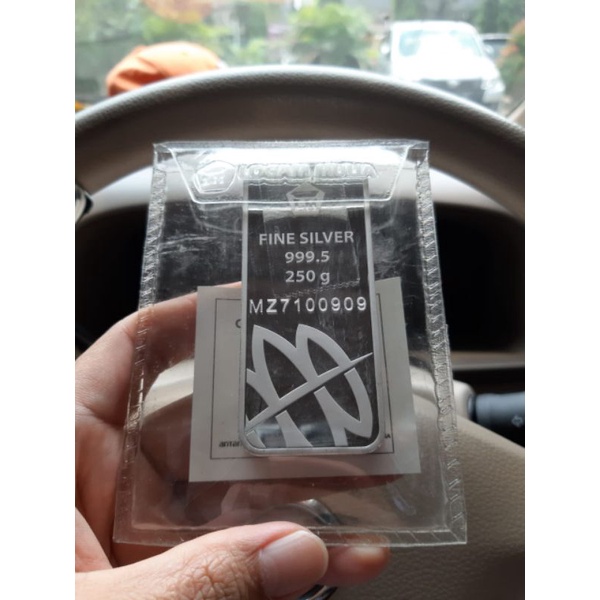 LOGAM MULIA
FINE SILVER
999.5
250 g
MZ7100909